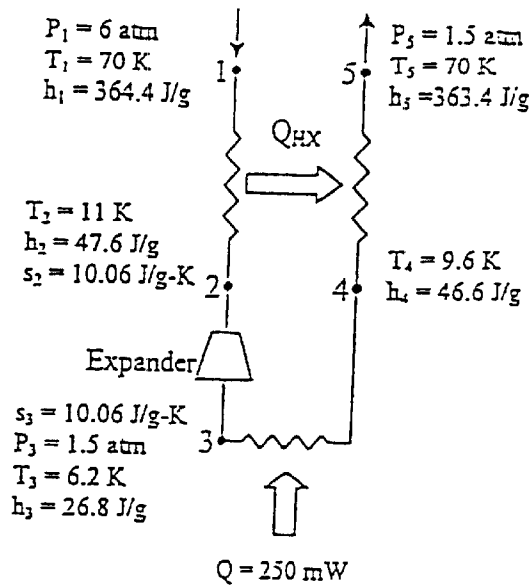 P₁ = 6 atm
T₁ = 70 K
h₁ = 364.4 J/g
1
5
P₅ = 1.5 atm
T₅ = 70 K
h₅ =363.4 J/g
Q_HX
T₂ = 11 K
h₂ = 47.6 J/g
s₂ = 10.06 J/g-K
2
4
T₄ = 9.6 K
h₄ = 46.6 J/g
Expander
s₃ = 10.06 J/g-K
P₃ = 1.5 atm
T₃ = 6.2 K
h₃ = 26.8 J/g
3
Q = 250 mW